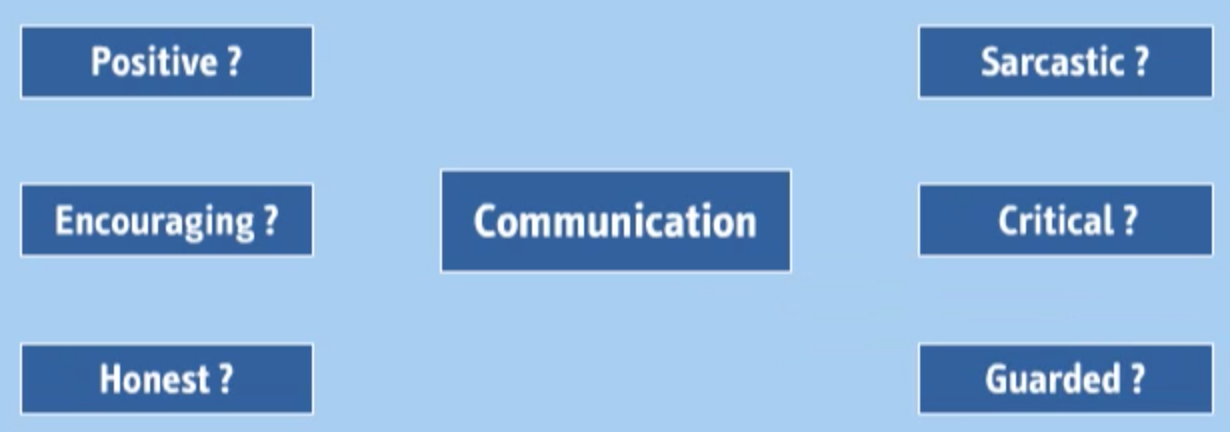 Positive ?
Sarcastic ?
Encouraging ?
Communication
Critical ?
Honest ?
Guarded ?